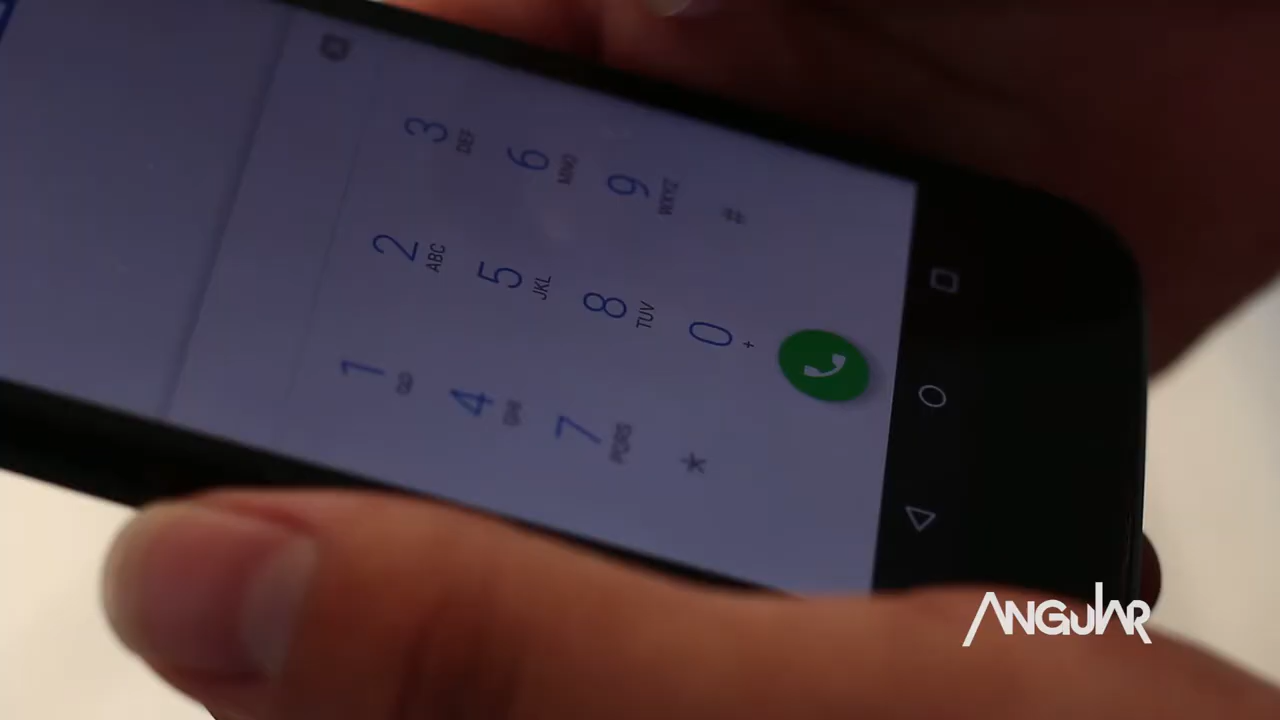 1
2 ABC
3 DEF
4 GHI
5 JKL
6 MNO
7 PQRS
8 TUV
9 WXYZ
*
0 +
#
ANGULAR